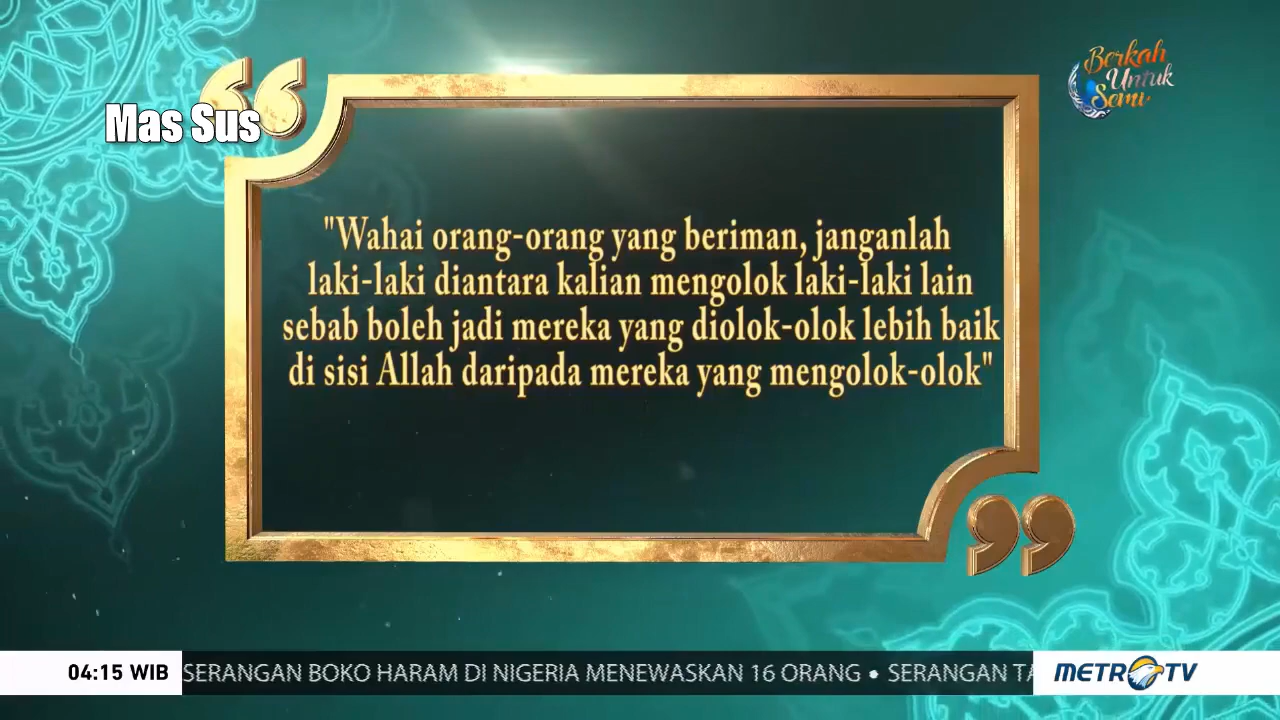 Mas Sus
Berkah
Untuk
Semua
"Wahai orang-orang yang beriman, janganlah
laki-laki diantara kalian mengolok laki-laki lain
sebab boleh jadi mereka yang diolok-olok lebih baik
di sisi Allah daripada mereka yang mengolok-olok"
04:15 WIB
SERANGAN BOKO HARAM DI NIGERIA MENEWASKAN 16 ORANG • SERANGAN
METRO TV